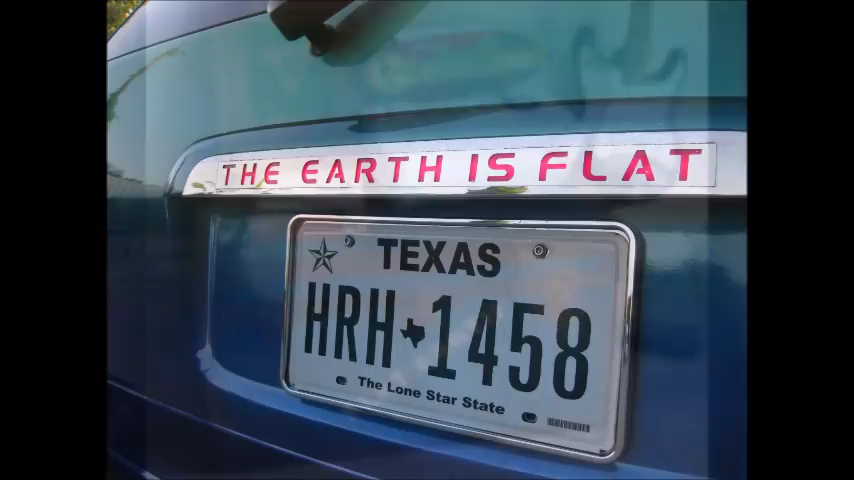 THE EARTH IS FLAT
TEXAS
HRH 1458
The Lone Star State